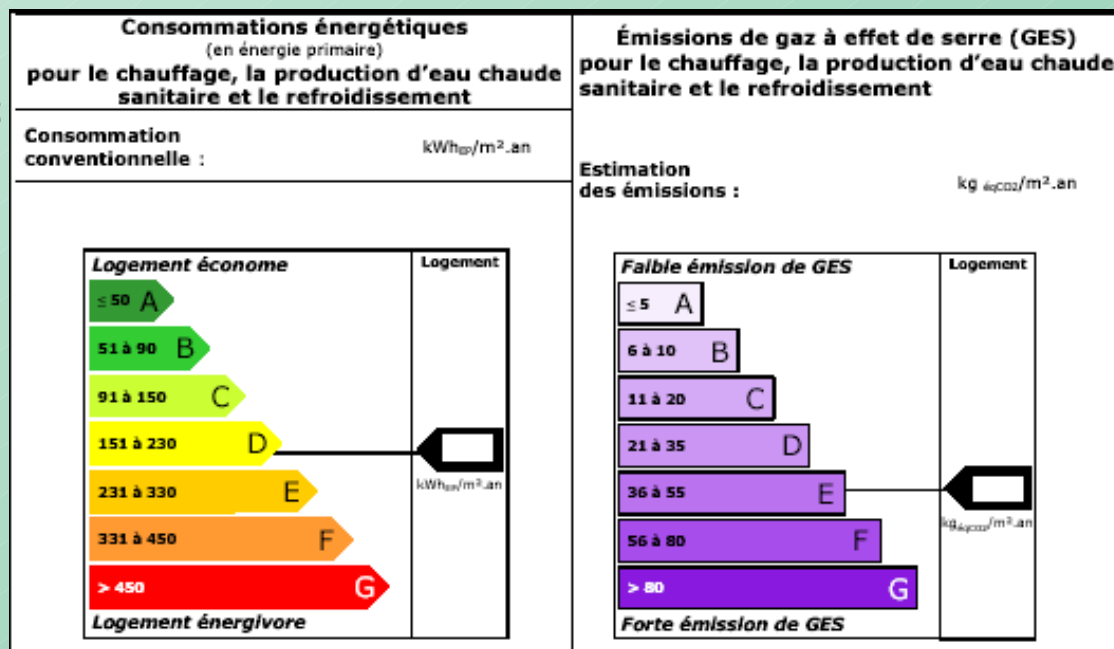 Consommations énergétiques
(en énergie primaire)
pour le chauffage, la production d'eau chaude
sanitaire et le refroidissement
Consommation
conventionnelle :
kWhEP/m².an
Logement économe
Logement
≤ 50 A
51 à 90 B
91 à 150 C
151 à 230 D
231 à 330 E
331 à 450 F
> 450 G
kWhEP/m².an
Logement énergivore
Émissions de gaz à effet de serre (GES)
pour le chauffage, la production d'eau chaude
sanitaire et le refroidissement
Estimation
des émissions :
kg éqCO2/m².an
Faible émission de GES
Logement
≤ 5 A
6 à 10 B
11 à 20 C
21 à 35 D
36 à 55 E
56 à 80 F
> 80 G
kgéqCO2/m².an
Forte émission de GES